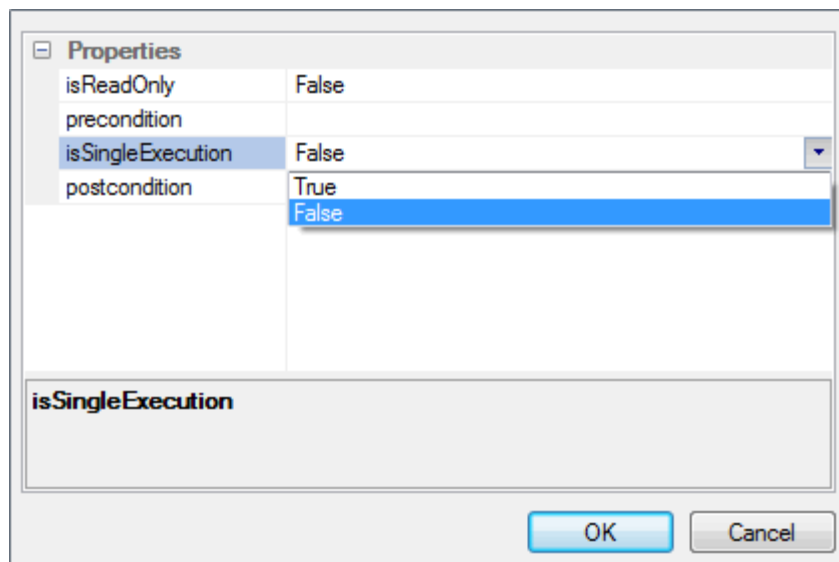 Properties
isReadOnly False
precondition
isSingleExecution False
postcondition True
False
isSingleExecution
OK Cancel